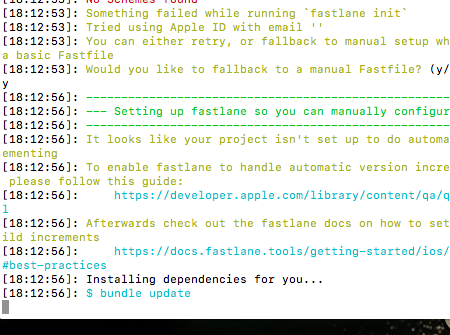 [18:12:53]: No Schemes found
[18:12:53]: Something failed while running `fastlane init`
[18:12:53]: Tried using Apple ID with email ''
[18:12:53]: You can either retry, or fallback to manual setup wh
a basic Fastfile
[18:12:53]: Would you like to fallback to a manual Fastfile? (y/
y
[18:12:56]: ----------------------------------------------------
[18:12:56]: --- Setting up fastlane so you can manually configur
[18:12:56]: ----------------------------------------------------
[18:12:56]: It looks like your project isn't set up to do automa
ementing
[18:12:56]: To enable fastlane to handle automatic version incre
please follow this guide:
[18:12:56]: https://developer.apple.com/library/content/qa/q
l
[18:12:56]: Afterwards check out the fastlane docs on how to set
ild increments
[18:12:56]: https://docs.fastlane.tools/getting-started/ios/
#best-practices
[18:12:56]: Installing dependencies for you...
[18:12:56]: $ bundle update